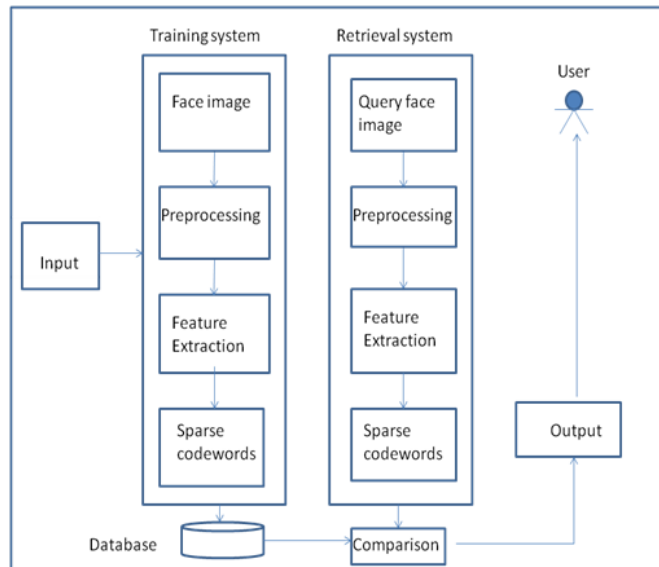 Training system
Retrieval system
User
Face image
Query face
image
Preprocessing
Preprocessing
Input
Feature
Extraction
Feature
Extraction
Sparse
codewords
Sparse
codewords
Output
Database
Comparison